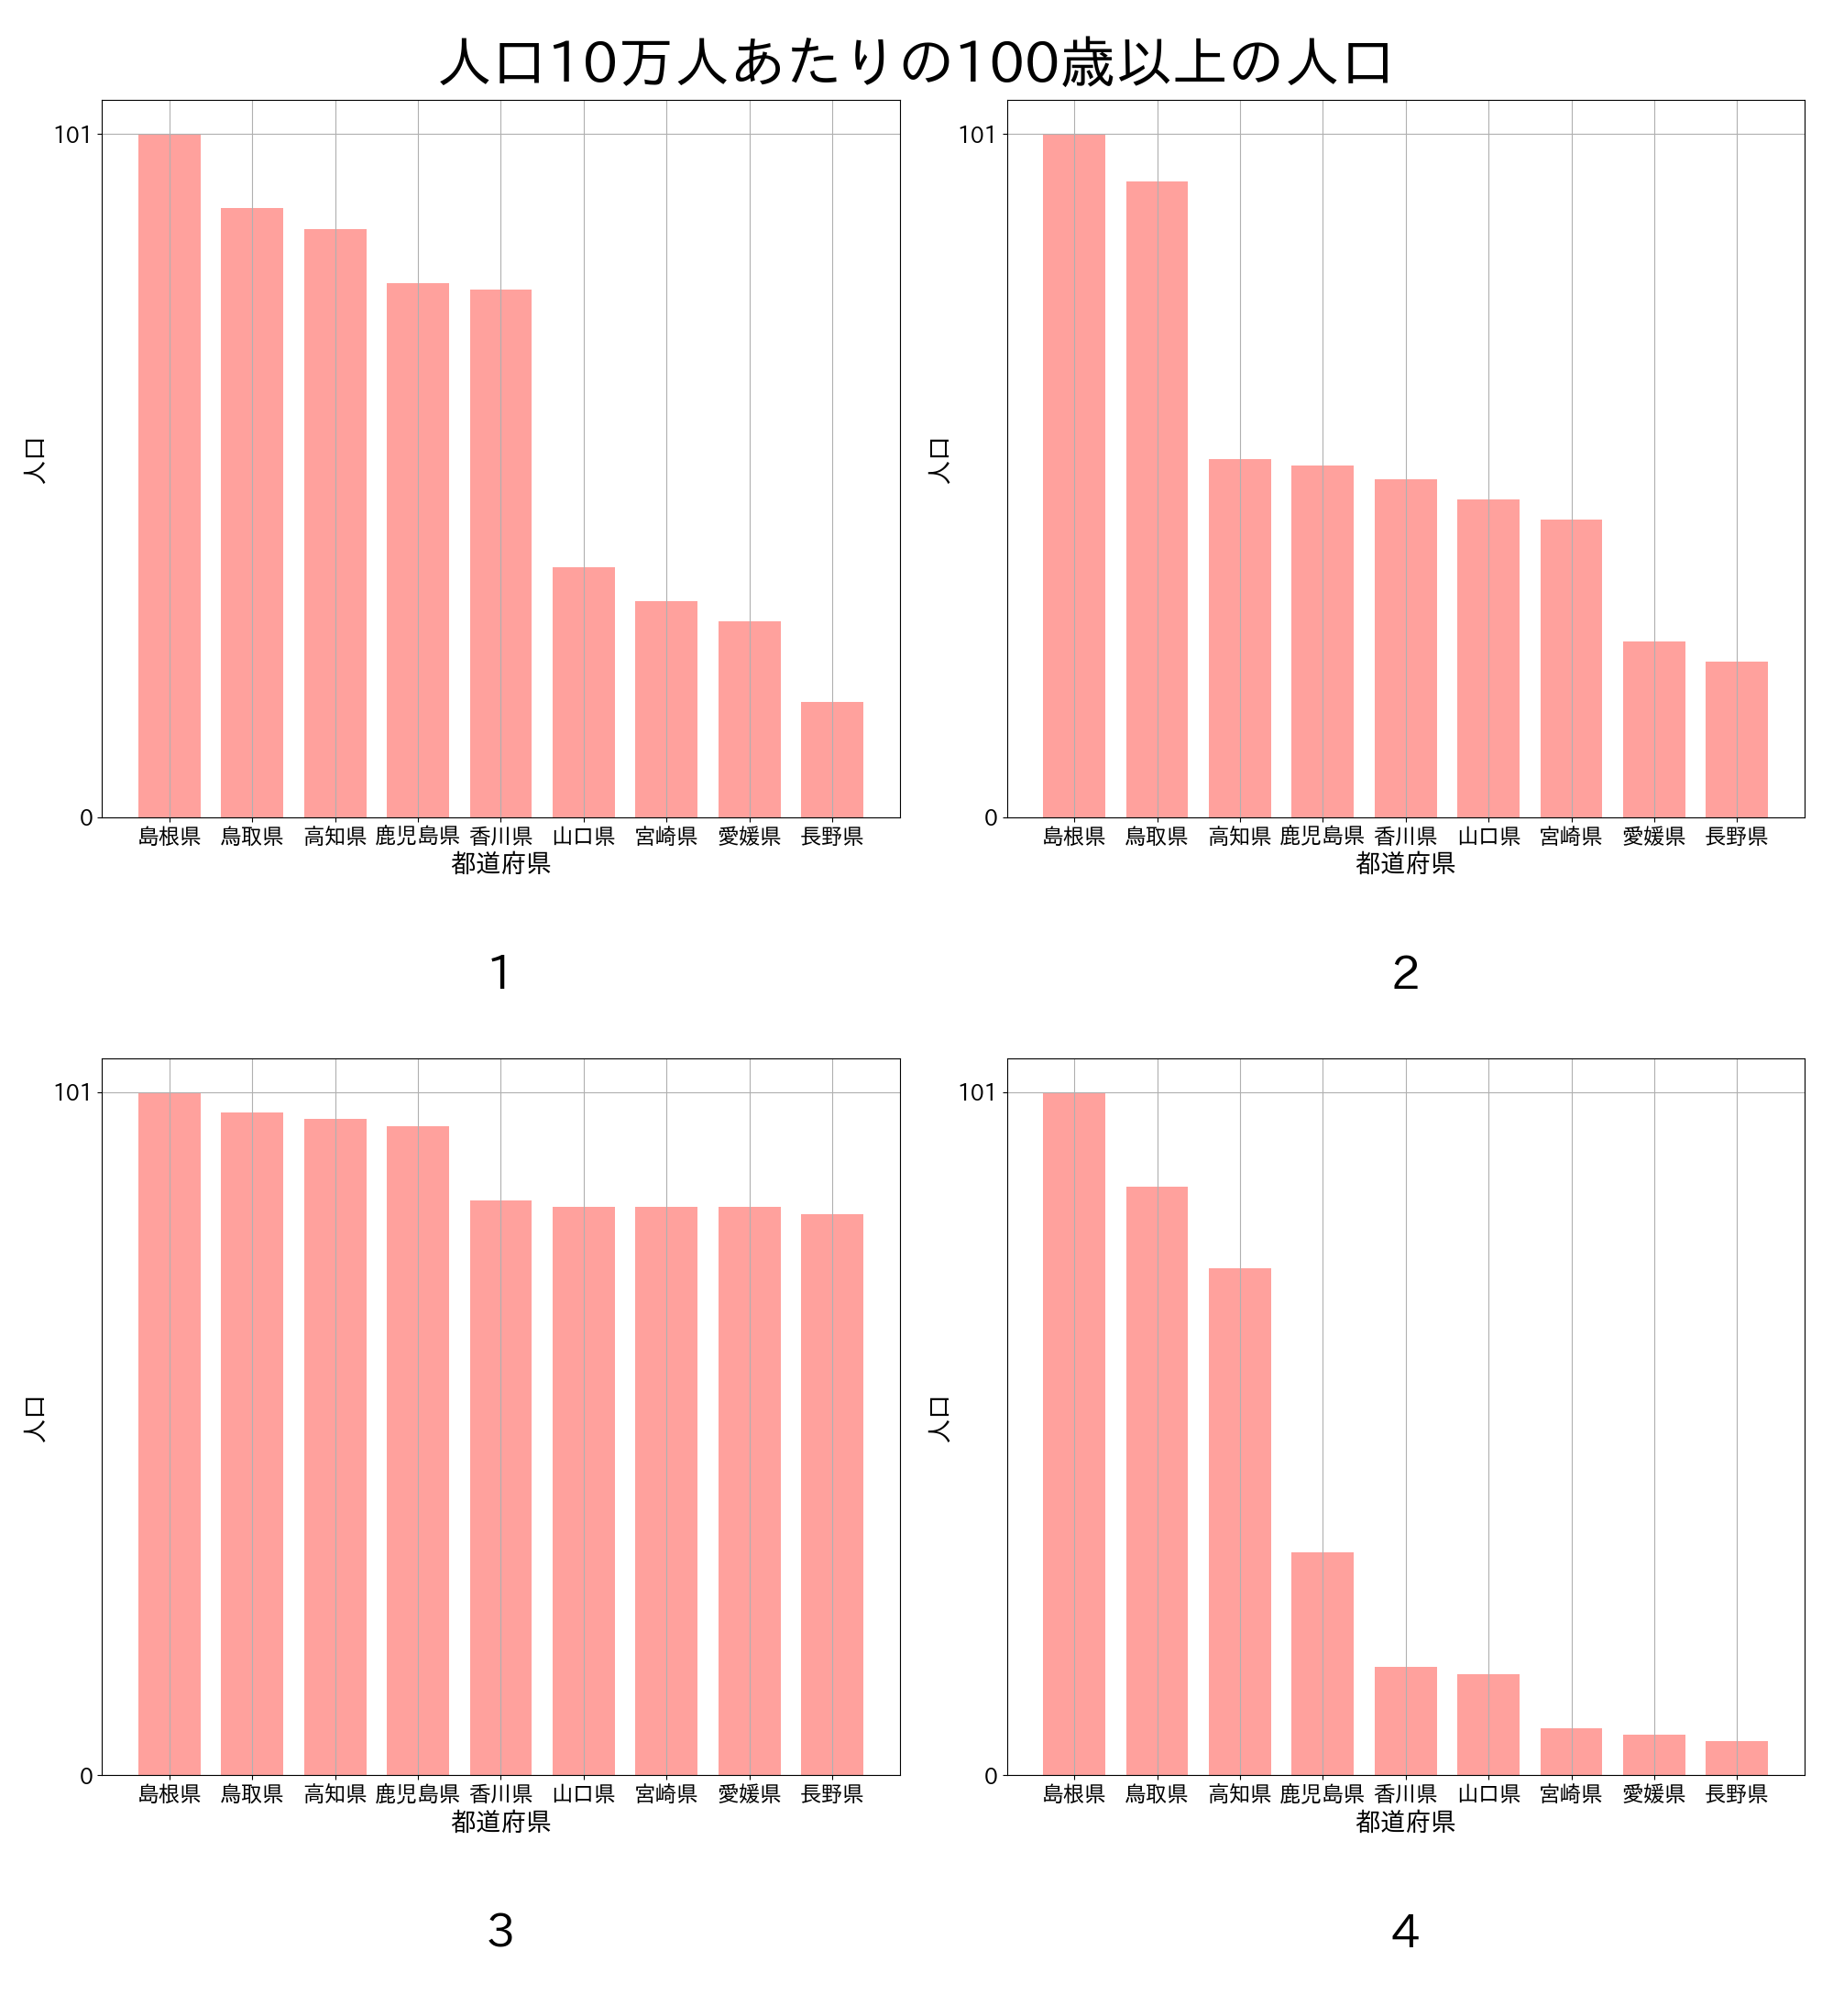 人口10万人あたりの100歳以上の人口
101
0
人口
島根県 鳥取県 高知県 鹿児島県 香川県 山口県 宮崎県 愛媛県 長野県
都道府県
1
101
0
人口
島根県 鳥取県 高知県 鹿児島県 香川県 山口県 宮崎県 愛媛県 長野県
都道府県
2
101
0
人口
島根県 鳥取県 高知県 鹿児島県 香川県 山口県 宮崎県 愛媛県 長野県
都道府県
3
101
0
人口
島根県 鳥取県 高知県 鹿児島県 香川県 山口県 宮崎県 愛媛県 長野県
都道府県
4